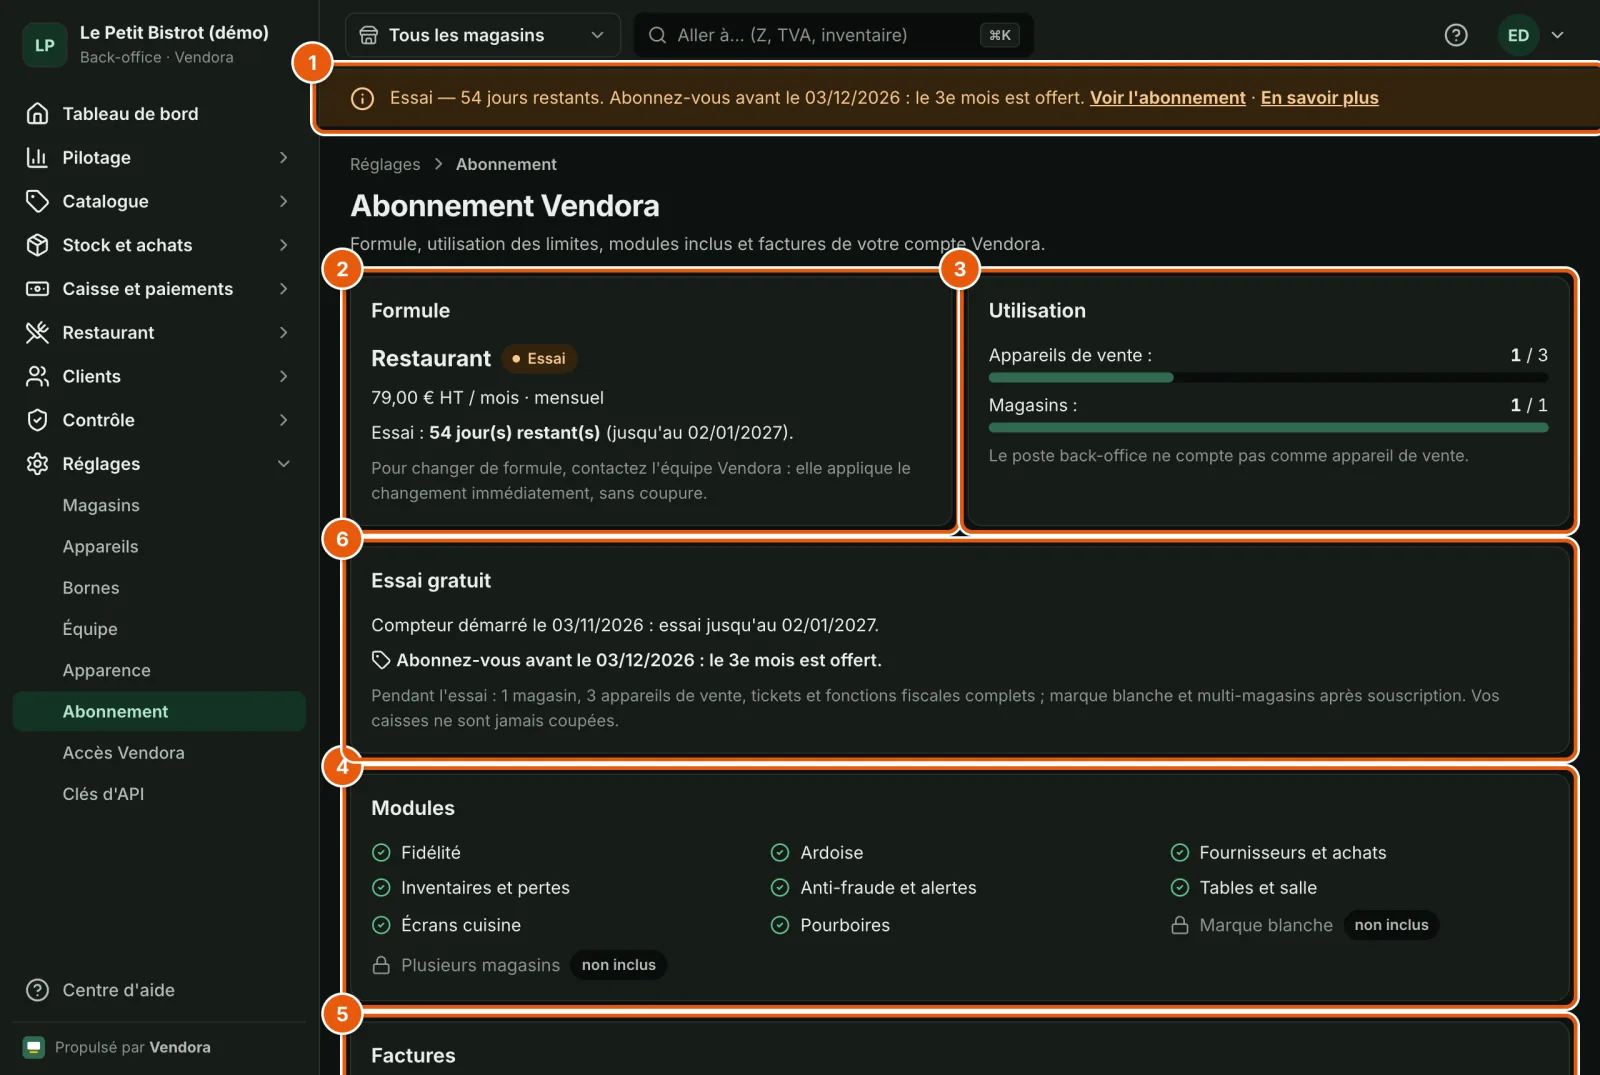 LP
Le Petit Bistrot (démo)
Back-office · Vendora
Tous les magasins
Aller à... (Z, TVA, inventaire)
⌘K
ED
1
Essai — 54 jours restants. Abonnez-vous avant le 03/12/2026 : le 3e mois est offert. Voir l'abonnement · En savoir plus
Tableau de bord
Pilotage
Catalogue
Stock et achats
Caisse et paiements
Restaurant
Clients
Contrôle
Réglages
Magasins
Appareils
Bornes
Équipe
Apparence
Abonnement
Accès Vendora
Clés d'API
Centre d'aide
Propulsé par Vendora
Réglages > Abonnement
Abonnement Vendora
Formule, utilisation des limites, modules inclus et factures de votre compte Vendora.
2
Formule
Restaurant
Essai
79,00 € HT / mois · mensuel
Essai : 54 jour(s) restant(s) (jusqu'au 02/01/2027).
Pour changer de formule, contactez l'équipe Vendora : elle applique le
changement immédiatement, sans coupure.
3
Utilisation
Appareils de vente :
1 / 3
Magasins :
1 / 1
Le poste back-office ne compte pas comme appareil de vente.
6
Essai gratuit
Compteur démarré le 03/11/2026 : essai jusqu'au 02/01/2027.
Abonnez-vous avant le 03/12/2026 : le 3e mois est offert.
Pendant l'essai : 1 magasin, 3 appareils de vente, tickets et fonctions fiscales complets ; marque blanche et multi-magasins après souscription. Vos
caisses ne sont jamais coupées.
4
Modules
Fidélité
Ardoise
Fournisseurs et achats
Inventaires et pertes
Anti-fraude et alertes
Tables et salle
Écrans cuisine
Pourboires
Marque blanche
non inclus
Plusieurs magasins
non inclus
5
Factures